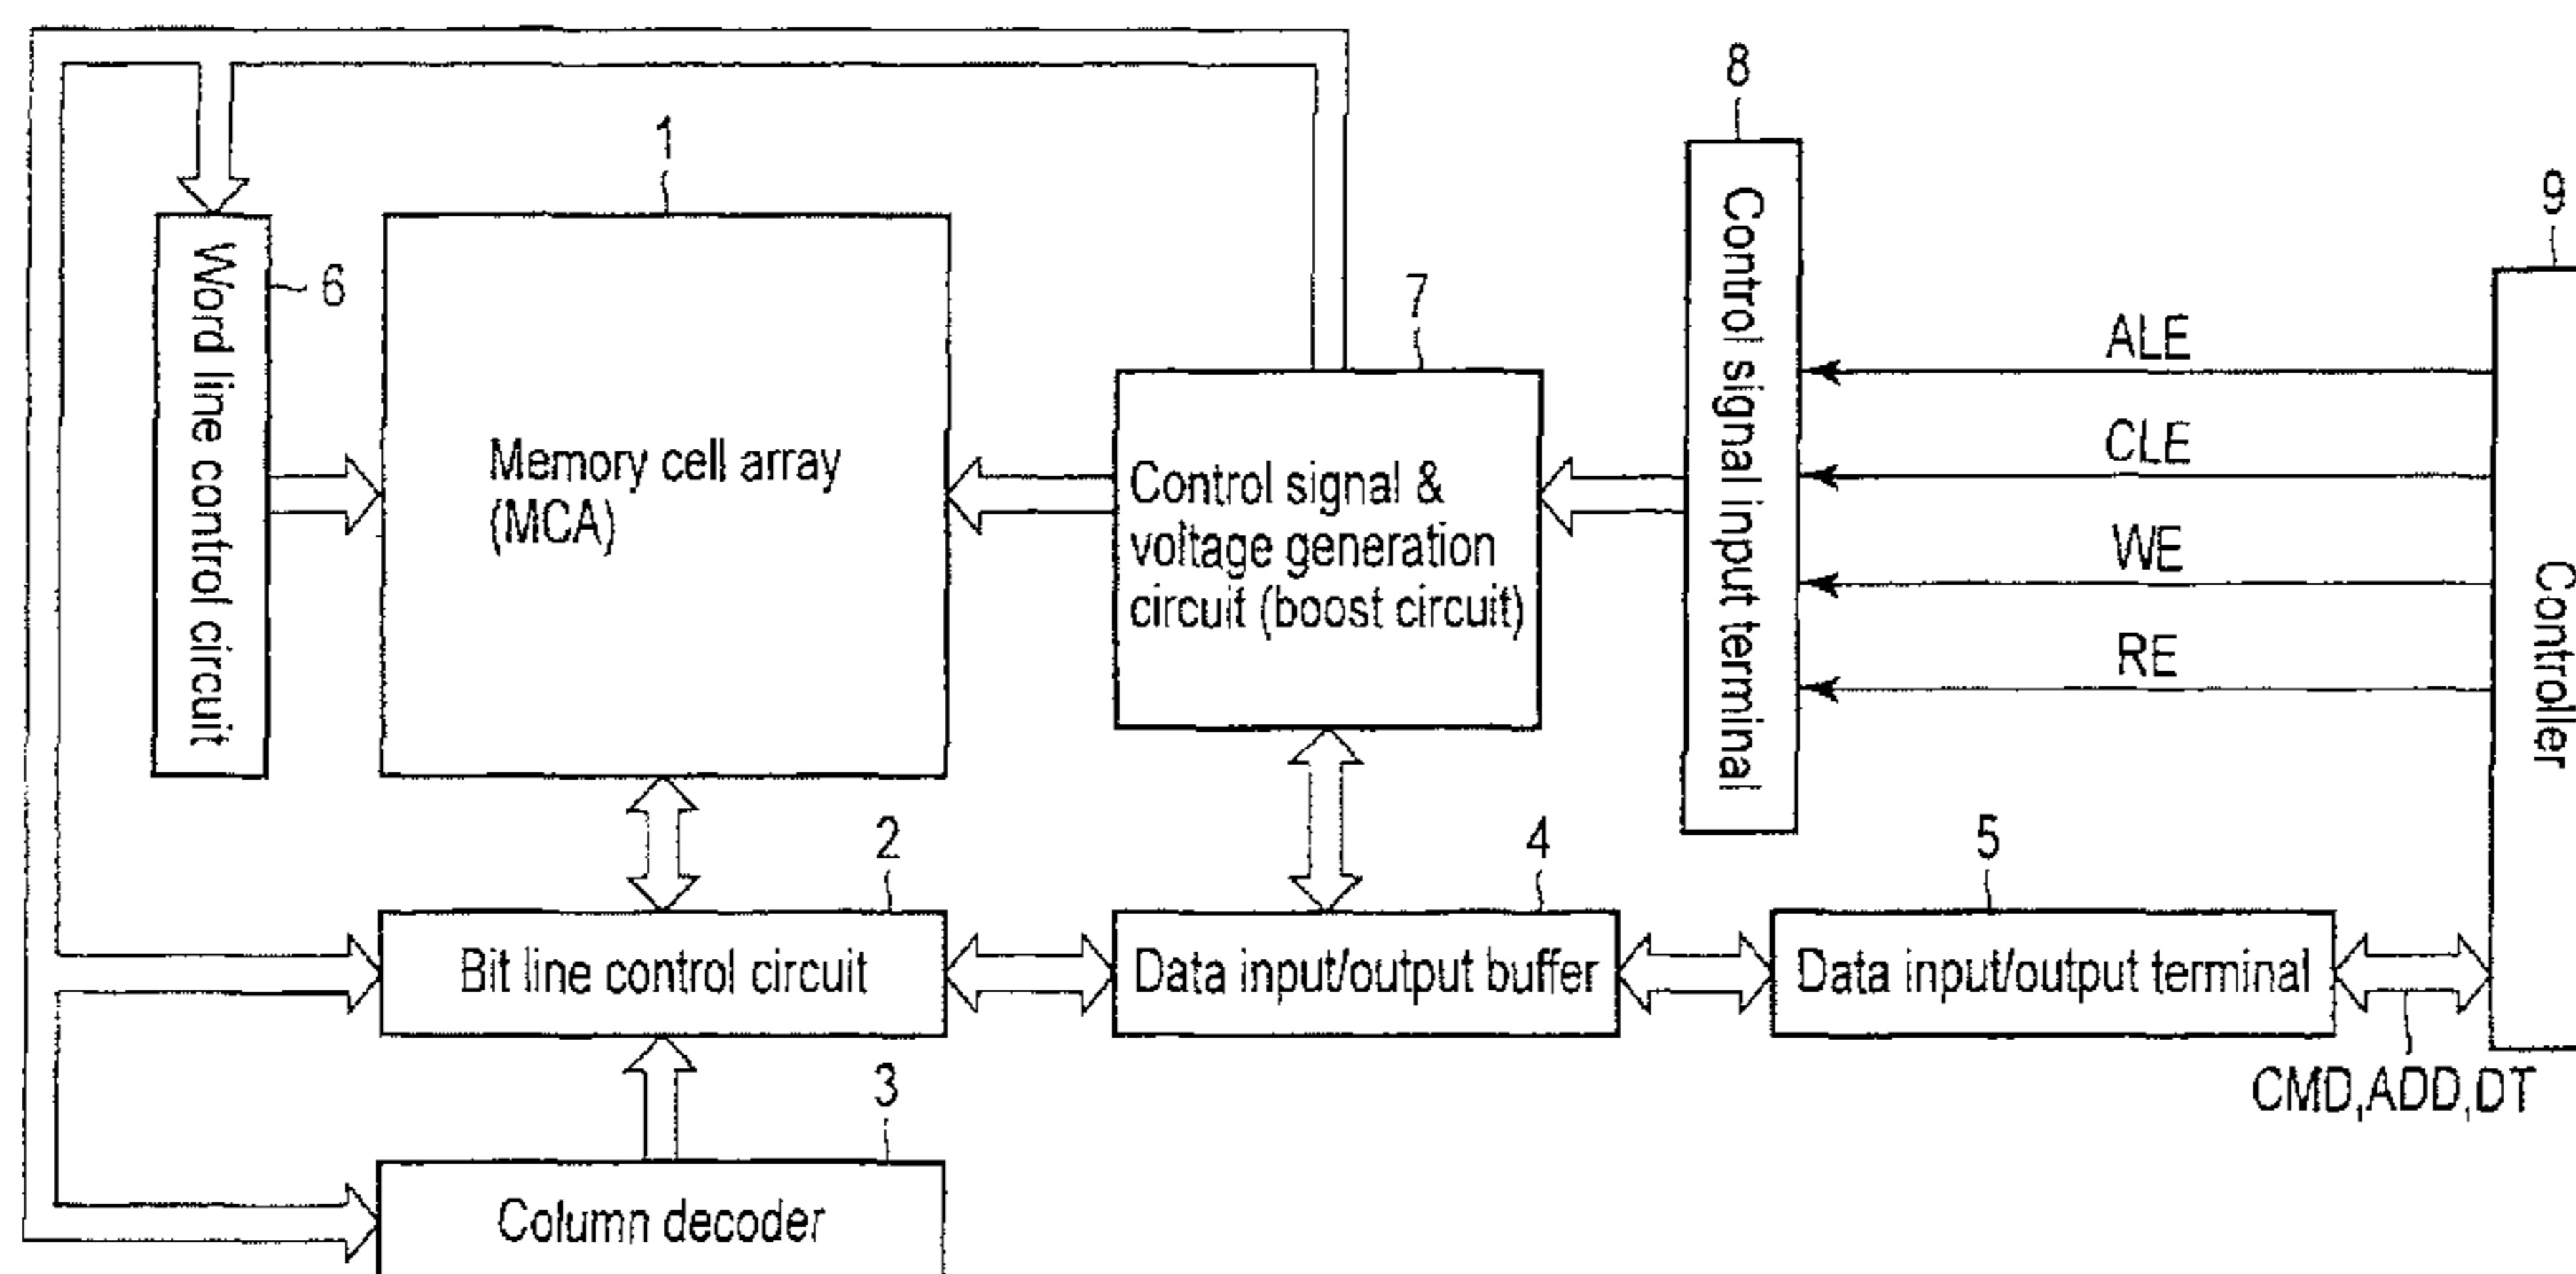 8
1
9
6
7
Word line control circuit
Memory cell array
(MCA)
Control signal &
voltage generation
circuit (boost circuit)
Control signal input terminal
ALE
CLE
WE
RE
Controller
2
4
5
Bit line control circuit
Data input/output buffer
Data input/output terminal
3
CMD,ADD,DT
Column decoder